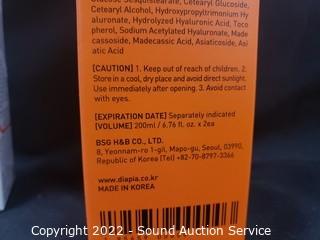 Glucose Sesquistearate, Cetearyl Glucoside,
Cetearyl Alcohol, Hydroxypropyltrimonium Hy
aluronate, Hydrolyzed Hyaluronic Acid, Toco
pherol, Sodium Acetylated Hyaluronate, Made
cassoside, Madecassic Acid, Asiaticoside, Asi
atic Acid
[CAUTION] 1. Keep out of reach of children. 2.
Store in a cool, dry place and avoid direct sunlight.
Use immediately after opening. 3. Avoid contact
with eyes.
[EXPIRATION DATE] Separately indicated
[VOLUME] 200ml / 6.76 fl. oz. x 2ea
BSG H&B CO., LTD.
8, Yeonnam-ro 1-gil, Mapo-gu, Seoul, 03990,
Republic of Korea Tel) +82-70-8797-3366
www.diapia.co.kr
MADE IN KOREA
Copyright 2022 - Sound Auction Service